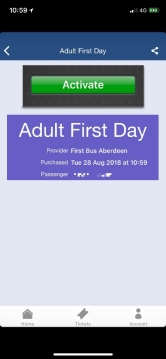 10:59
4G
Adult First Day
Activate
Adult First Day
Provider First Bus Aberdeen
Purchased Tue 28 Aug 2018 at 10:59
Passenger
Home
Tickets
Account